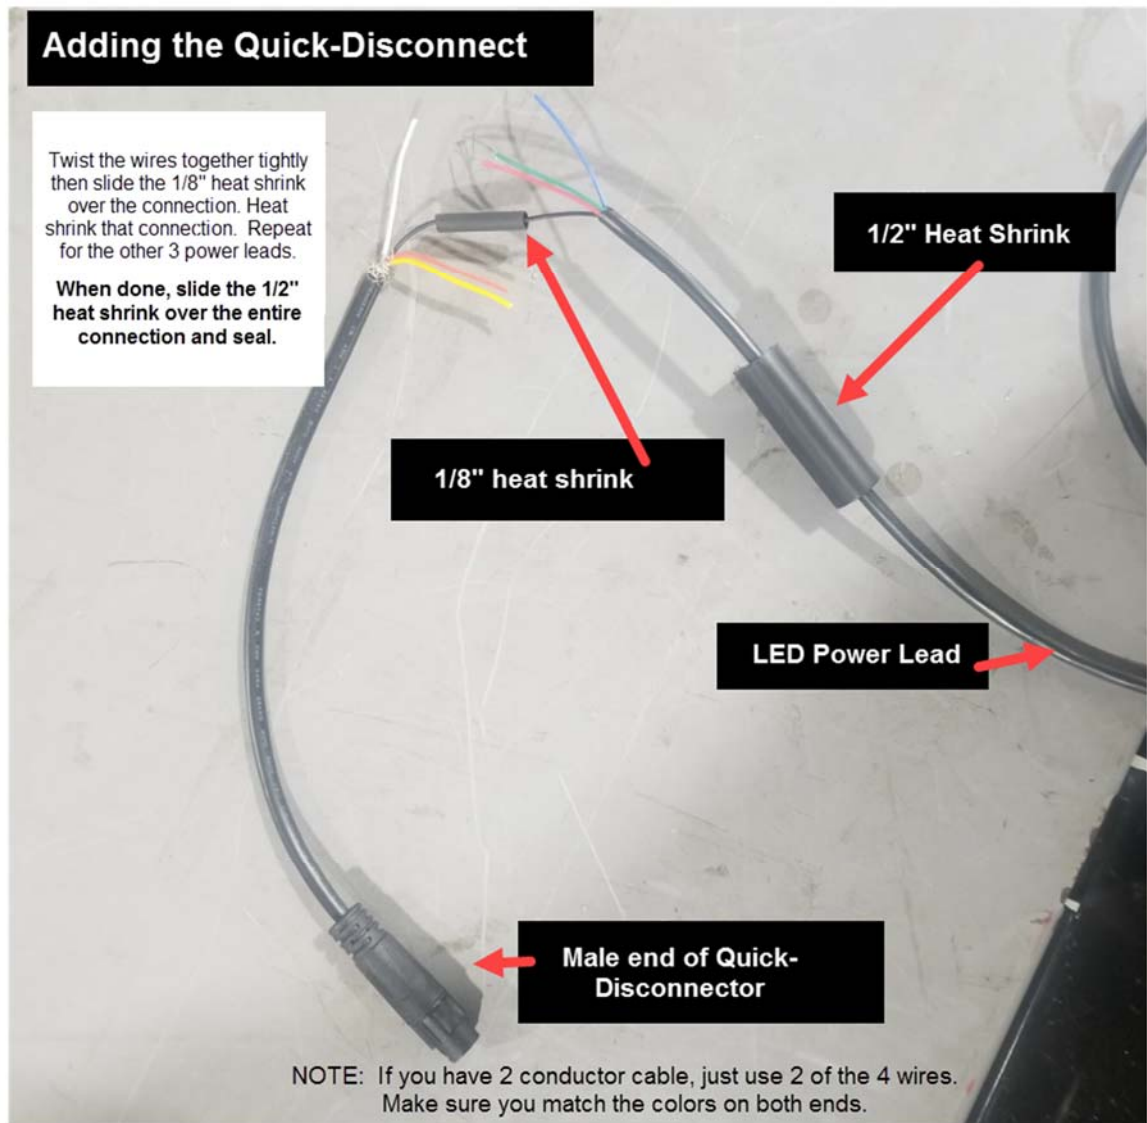 Adding the Quick-Disconnect
Twist the wires together tightly
then slide the 1/8" heat shrink
over the connection. Heat
shrink that connection.  Repeat
for the other 3 power leads.
When done, slide the 1/2"
heat shrink over the entire
connection and seal.
1/2" Heat Shrink
1/8" heat shrink
LED Power Lead
Male end of Quick-
Disconnector
NOTE:  If you have 2 conductor cable, just use 2 of the 4 wires.
Make sure you match the colors on both ends.